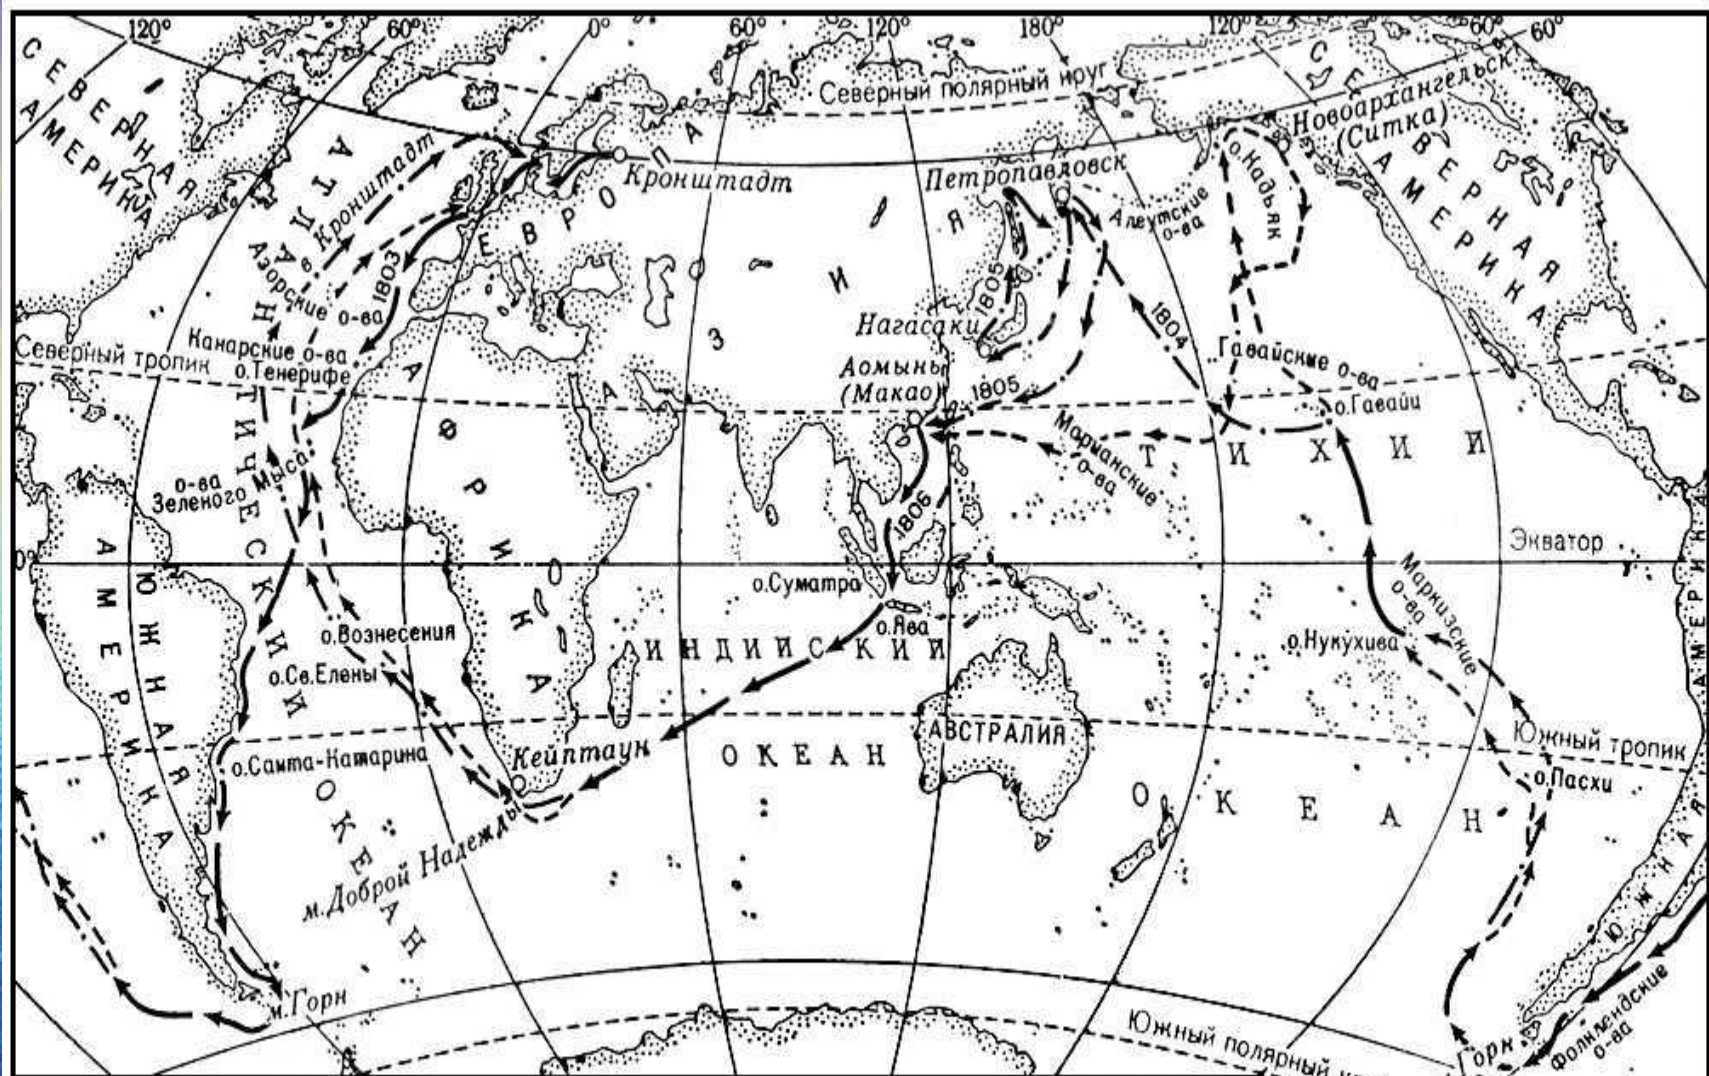 120°
60°
0°
60°
120°
180°
120°
60°
60°
СЕВЕРНАЯ
АМЕРИКА
Северный полярный круг
Новоархангельск
(Ситка)
СЕВЕРНАЯ
АМЕРИКА
Кронштадт
Кронштадт
ЕВРОПА
Петропавловск
Алеутские
о-ва
о.Кадьяк
АЗИЯ
Азорские о-ва
1803
1805
1804
Нагасаки
Аомынь
(Макао)
1805
Канарские о-ва
о.Тенерифе
Северный тропик
Гавайские о-ва
о.Гавайи
Марианские
о-ва
АТЛАНТИЧЕСКИЙ
ОКЕАН
АФРИКА
ТИХИЙ
о-ва
Зеленого Мыса
1806
0°
Экватор
о.Суматра
о.Ява
Маркизские
о-ва
о.Нукухива
ЮЖНАЯ
АМЕРИКА
о.Вознесения
о.Св.Елены
ИНДИЙСКИЙ
ОКЕАН
АВСТРАЛИЯ
Южный тропик
о.Пасхи
Кейптаун
о.Санта-Катарина
ОКЕАН
м.Доброй Надежды
ЮЖНАЯ
АМЕРИКА
м.Горн
Горн
Фолклендские
о-ва
Южный полярный